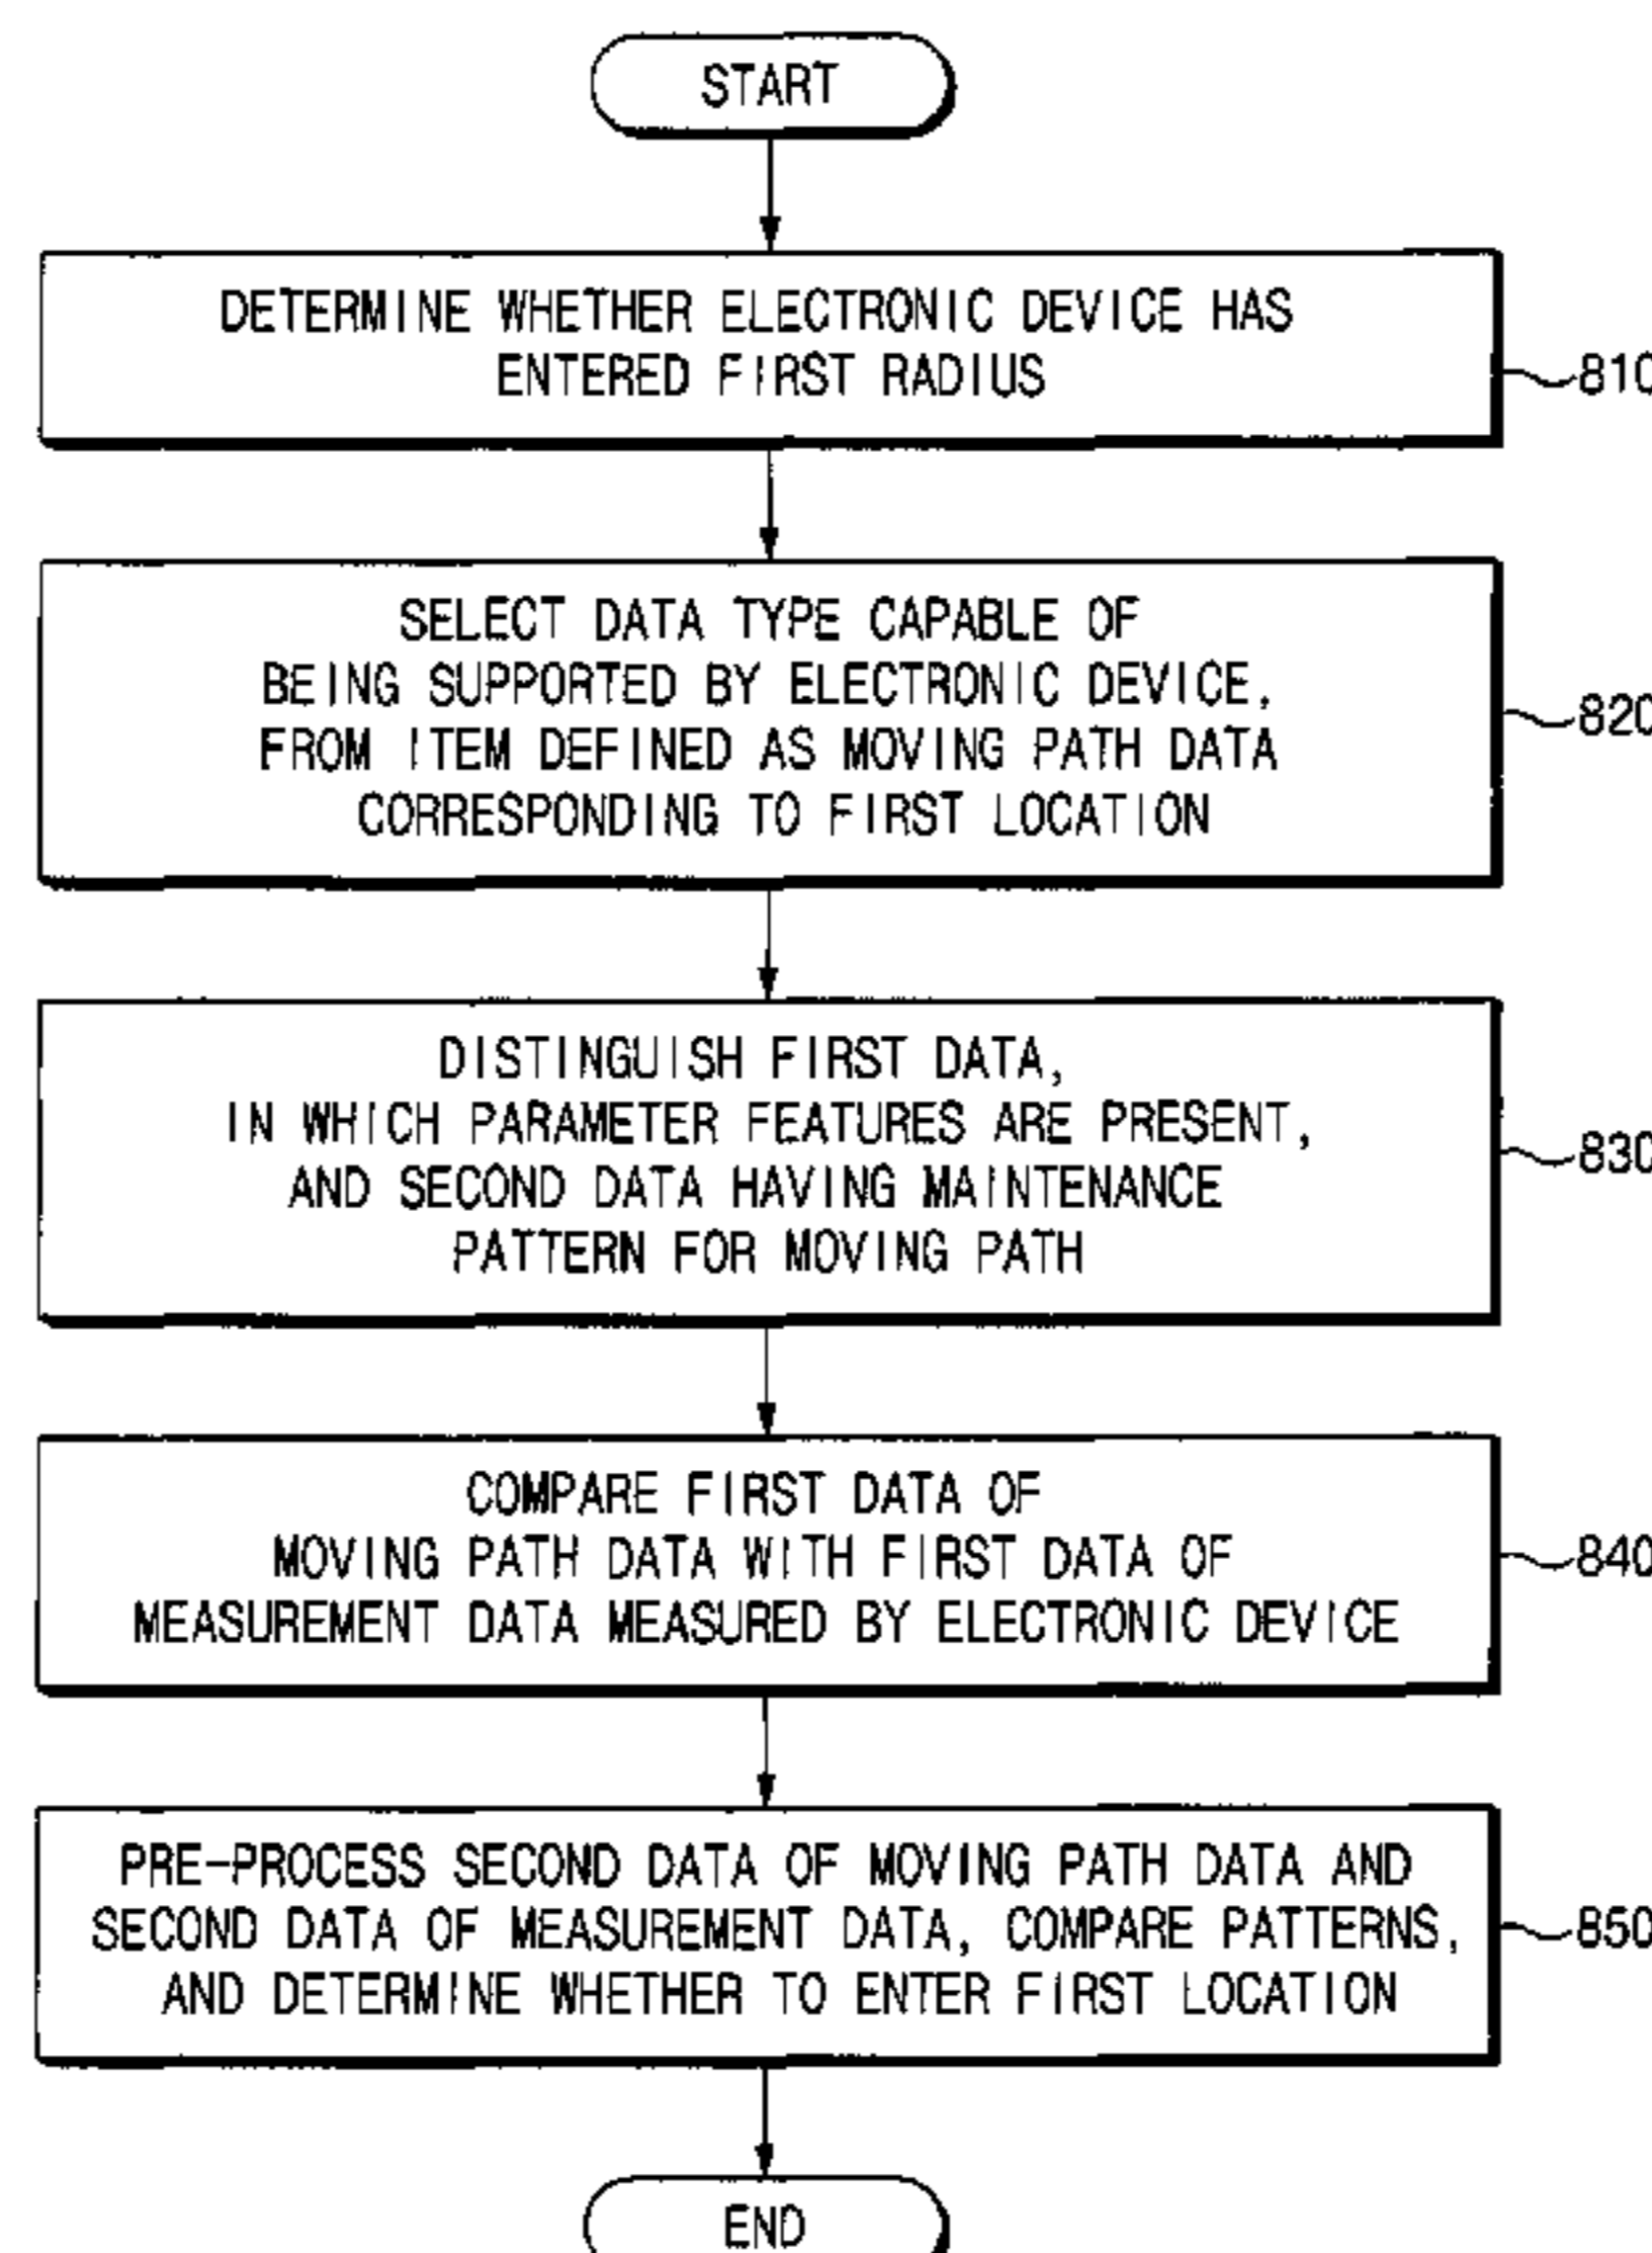 START
DETERMINE WHETHER ELECTRONIC DEVICE HAS
ENTERED FIRST RADIUS
810
SELECT DATA TYPE CAPABLE OF
BEING SUPPORTED BY ELECTRONIC DEVICE,
FROM ITEM DEFINED AS MOVING PATH DATA
CORRESPONDING TO FIRST LOCATION
820
DISTINGUISH FIRST DATA,
IN WHICH PARAMETER FEATURES ARE PRESENT,
AND SECOND DATA HAVING MAINTENANCE
PATTERN FOR MOVING PATH
830
COMPARE FIRST DATA OF
MOVING PATH DATA WITH FIRST DATA OF
MEASUREMENT DATA MEASURED BY ELECTRONIC DEVICE
840
PRE-PROCESS SECOND DATA OF MOVING PATH DATA AND
SECOND DATA OF MEASUREMENT DATA, COMPARE PATTERNS,
AND DETERMINE WHETHER TO ENTER FIRST LOCATION
850
END